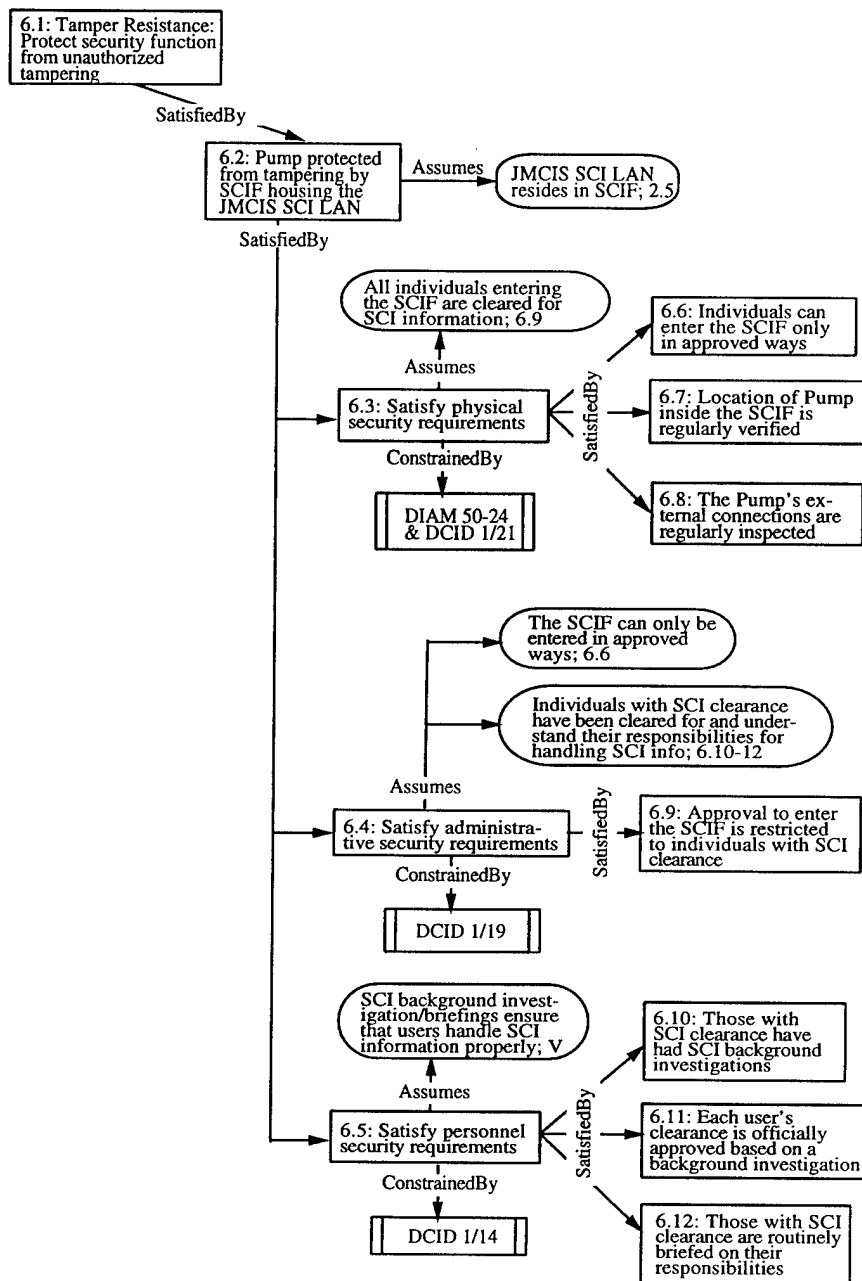 6.1: Tamper Resistance:
Protect security function
from unauthorized
tampering
SatisfiedBy
6.2: Pump protected
from tampering by
SCIF housing the
JMCIS SCI LAN
Assumes
JMCIS SCI LAN
resides in SCIF; 2.5
SatisfiedBy
All individuals entering
the SCIF are cleared for
SCI information; 6.9
Assumes
6.3: Satisfy physical
security requirements
ConstrainedBy
DIAM 50-24
& DCID 1/21
SatisfiedBy
6.6: Individuals can
enter the SCIF only
in approved ways
6.7: Location of Pump
inside the SCIF is
regularly verified
6.8: The Pump's ex-
ternal connections are
regularly inspected
The SCIF can only be
entered in approved
ways; 6.6
Individuals with SCI clearance
have been cleared for and under-
stand their responsibilities for
handling SCI info; 6.10-12
Assumes
6.4: Satisfy administra-
tive security requirements
ConstrainedBy
DCID 1/19
SatisfiedBy
6.9: Approval to enter
the SCIF is restricted
to individuals with SCI
clearance
SCI background invest-
igation/briefings ensure
that users handle SCI
information properly; V
Assumes
6.5: Satisfy personnel
security requirements
ConstrainedBy
DCID 1/14
SatisfiedBy
6.10: Those with
SCI clearance have
had SCI background
investigations
6.11: Each user's
clearance is officially
approved based on a
background investigation
6.12: Those with SCI
clearance are routinely
briefed on their
responsibilities